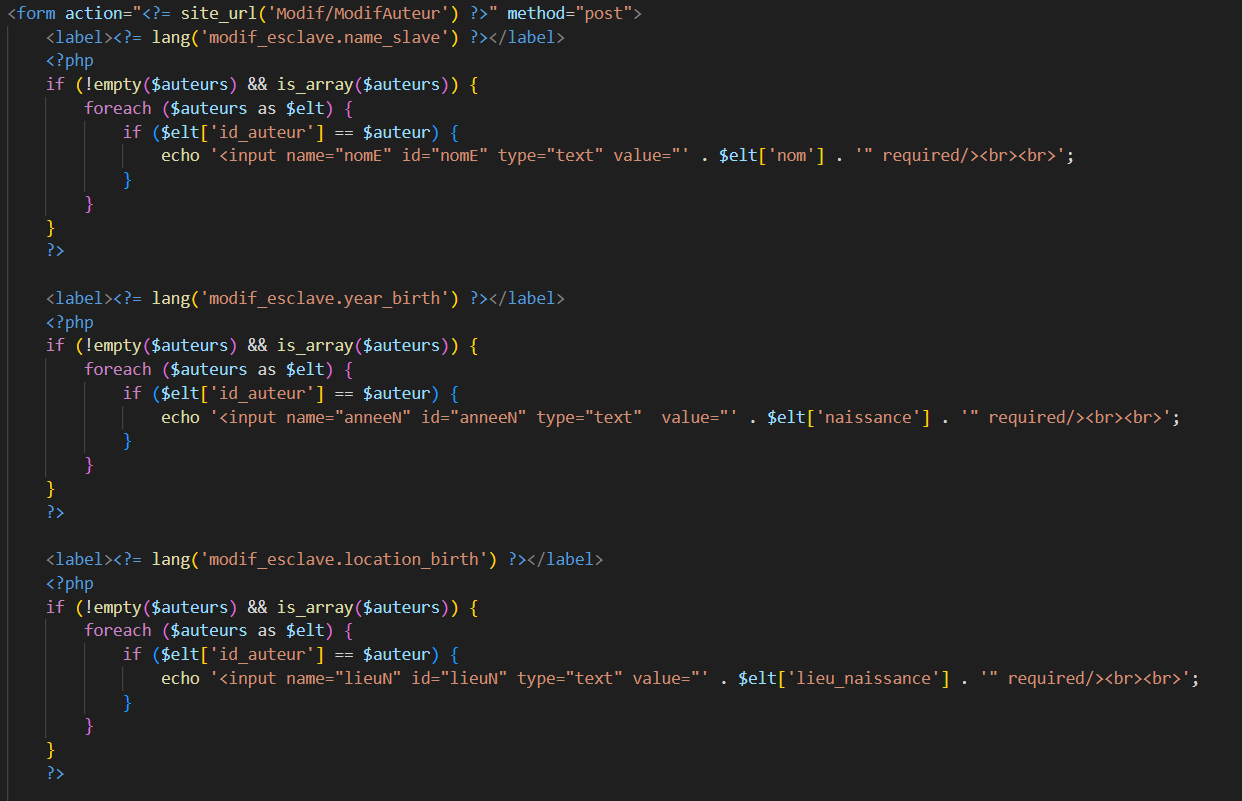 <form action="<?= site_url('Modif/ModifAuteur') ?>" method="post">
    <label><?= lang('modif_esclave.name_slave') ?></label>
    <?php
    if (!empty($auteurs) && is_array($auteurs)) {
        foreach ($auteurs as $elt) {
            if ($elt['id_auteur'] == $auteur) {
                echo '<input name="nomE" id="nomE" type="text" value="' . $elt['nom'] . '" required/><br><br>';
            }
        }
    }
    ?>

    <label><?= lang('modif_esclave.year_birth') ?></label>
    <?php
    if (!empty($auteurs) && is_array($auteurs)) {
        foreach ($auteurs as $elt) {
            if ($elt['id_auteur'] == $auteur) {
                echo '<input name="anneeN" id="anneeN" type="text"  value="' . $elt['naissance'] . '" required/><br><br>';
            }
        }
    }
    ?>

    <label><?= lang('modif_esclave.location_birth') ?></label>
    <?php
    if (!empty($auteurs) && is_array($auteurs)) {
        foreach ($auteurs as $elt) {
            if ($elt['id_auteur'] == $auteur) {
                echo '<input name="lieuN" id="lieuN" type="text" value="' . $elt['lieu_naissance'] . '" required/><br><br>';
            }
        }
    }
    ?>